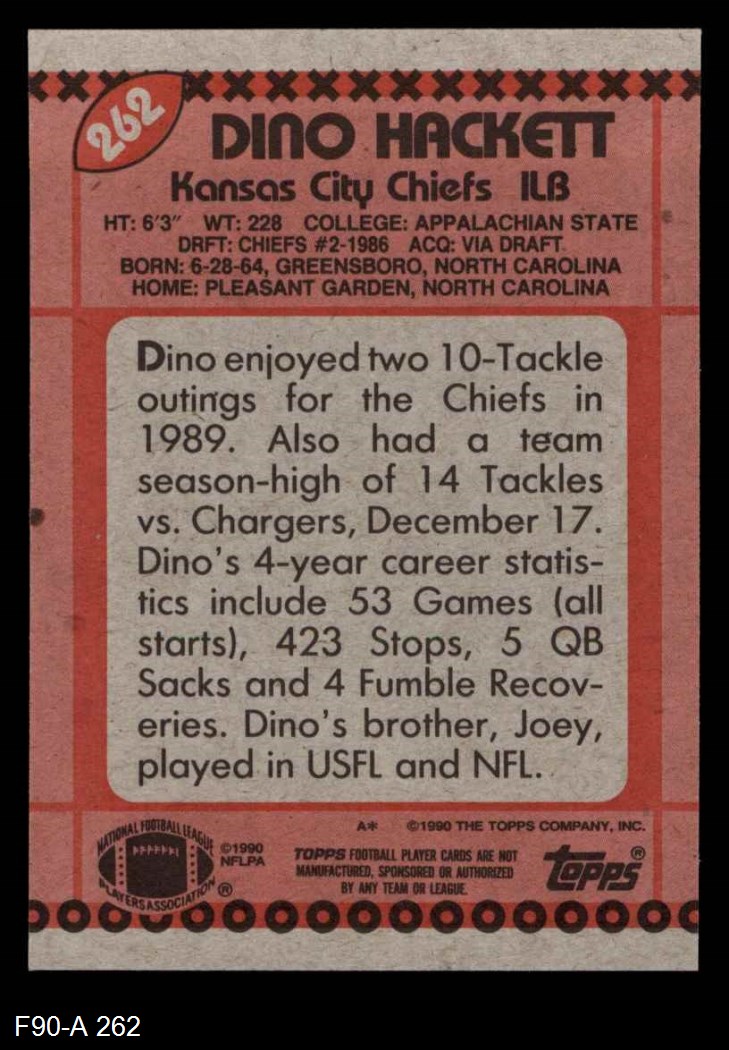 262
DINO HACKETT
Kansas City Chiefs ILB
HT: 6'3" WT: 228 COLLEGE: APPALACHIAN STATE
DRFT: CHIEFS #2-1986 ACQ: VIA DRAFT
BORN: 6-28-64, GREENSBORO, NORTH CAROLINA
HOME: PLEASANT GARDEN, NORTH CAROLINA
Dino enjoyed two 10-Tackle
outings for the Chiefs in
1989. Also had a team
season-high of 14 Tackles
vs. Chargers, December 17.
Dino's 4-year career statis-
tics include 53 Games (all
starts), 423 Stops, 5 QB
Sacks and 4 Fumble Recov-
eries. Dino's brother, Joey,
played in USFL and NFL.
A* ©1990 THE TOPPS COMPANY, INC.
NATIONAL FOOTBALL LEAGUE
PLAYERS ASSOCIATION ®
©1990
NFLPA
TOPPS FOOTBALL PLAYER CARDS ARE NOT
MANUFACTURED, SPONSORED OR AUTHORIZED
BY ANY TEAM OR LEAGUE.
topps®
F90-A 262